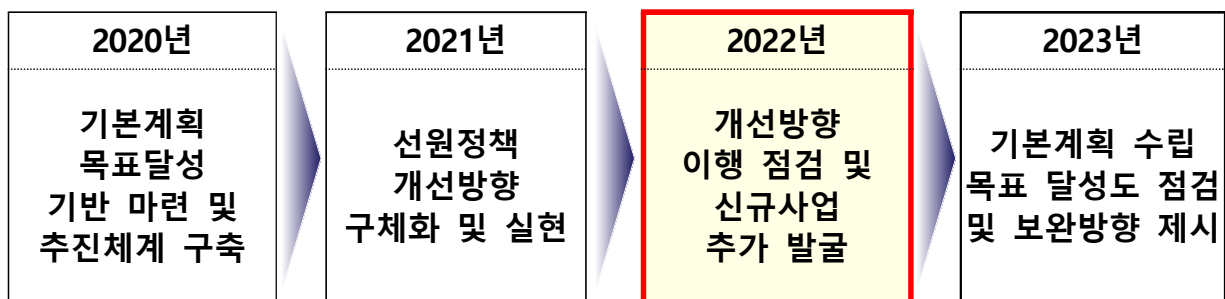 2020년
기본계획
목표달성
기반 마련 및
추진체계 구축
2021년
선원정책
개선방향
구체화 및 실현
2022년
개선방향
이행 점검 및
신규사업
추가 발굴
2023년
기본계획 수립
목표 달성도 점검
및 보완방향 제시